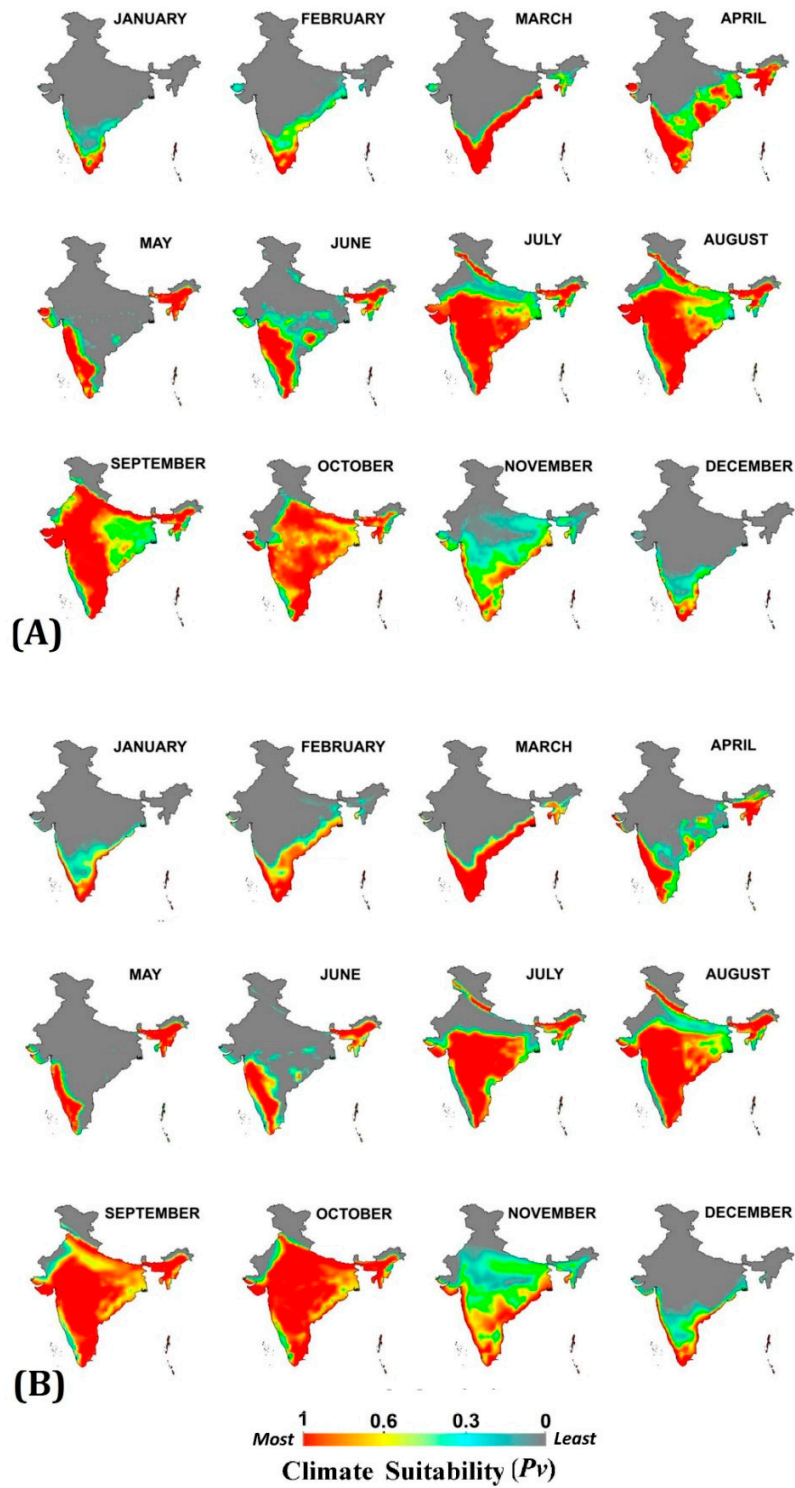 JANUARY FEBRUARY MARCH APRIL
MAY JUNE JULY AUGUST
SEPTEMBER OCTOBER NOVEMBER DECEMBER
(A)
JANUARY FEBRUARY MARCH APRIL
MAY JUNE JULY AUGUST
SEPTEMBER OCTOBER NOVEMBER DECEMBER
(B)
1 0.6 0.3 0
Most Least
Climate Suitability (Pv)